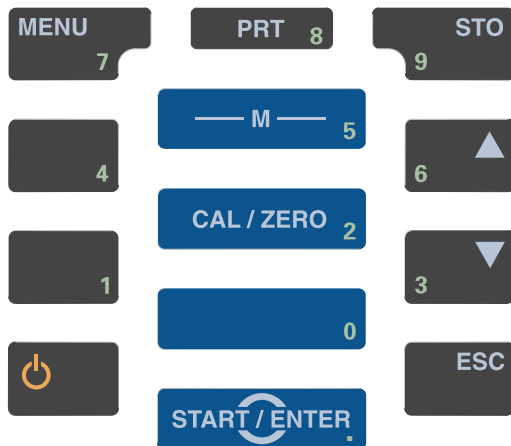 MENU 7
PRT 8
STO 9
M 5
4
6
CAL / ZERO 2
1
3
0
ESC
START / ENTER .